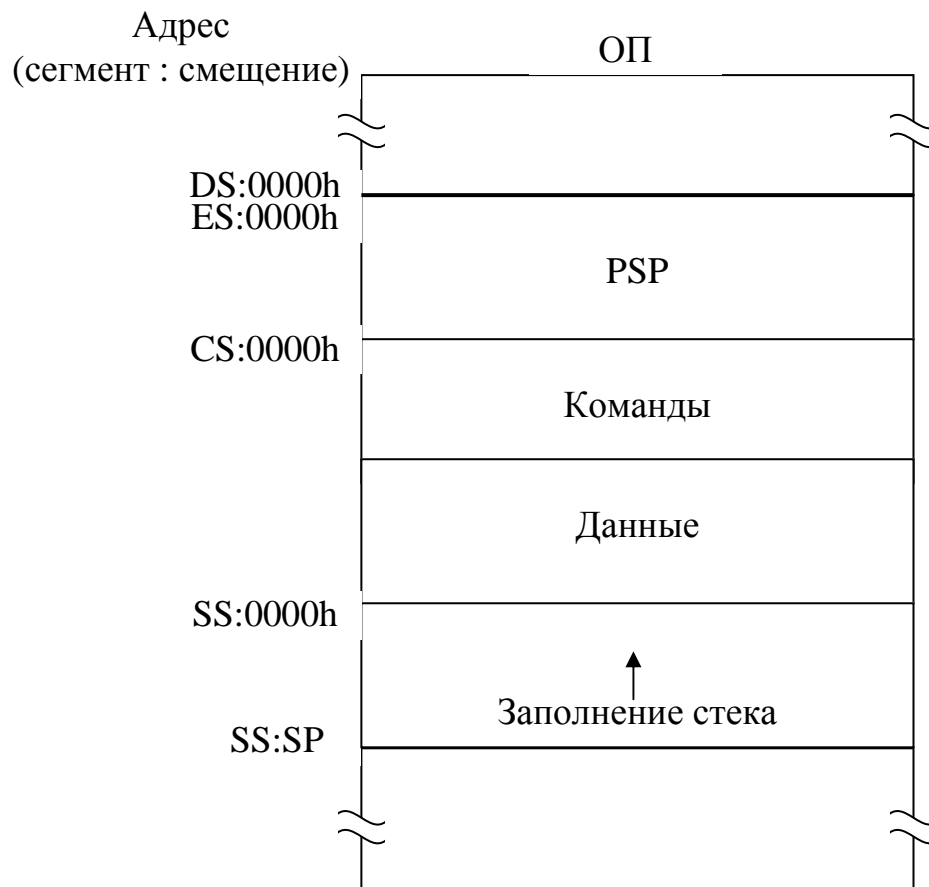 Адрес
(сегмент : смещение)
ОП
DS:0000h
ES:0000h
PSP
CS:0000h
Команды
Данные
SS:0000h
Заполнение стека
SS:SP